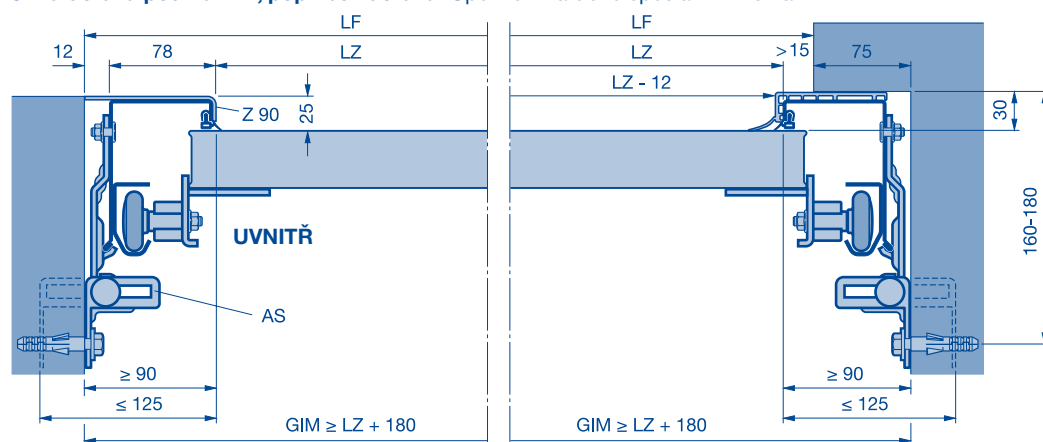 LF
LF
12
78
LZ
LZ
>15
75
LZ - 12
Z 90
25
30
UVNITŘ
160-180
AS
≥ 90
≥ 90
≤ 125
≤ 125
GIM ≥ LZ + 180
GIM ≥ LZ + 180